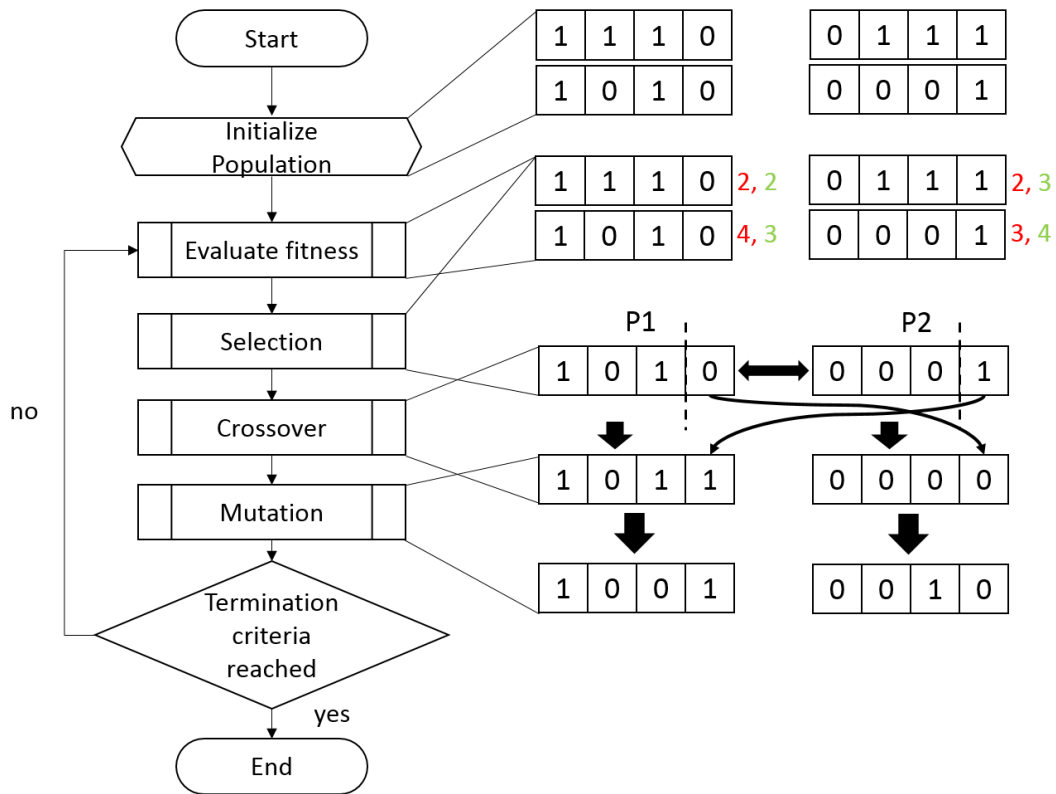 Start
1 1 1 0
0 1 1 1
1 0 1 0
0 0 0 1
Initialize
Population
1 1 1 0 2, 2
0 1 1 1 2, 3
1 0 1 0 4, 3
0 0 0 1 3, 4
Evaluate fitness
Selection
P1
P2
1 0 1 0
0 0 0 1
no
Crossover
1 0 1 1
0 0 0 0
Mutation
1 0 0 1
0 0 1 0
Termination
criteria
reached
yes
End